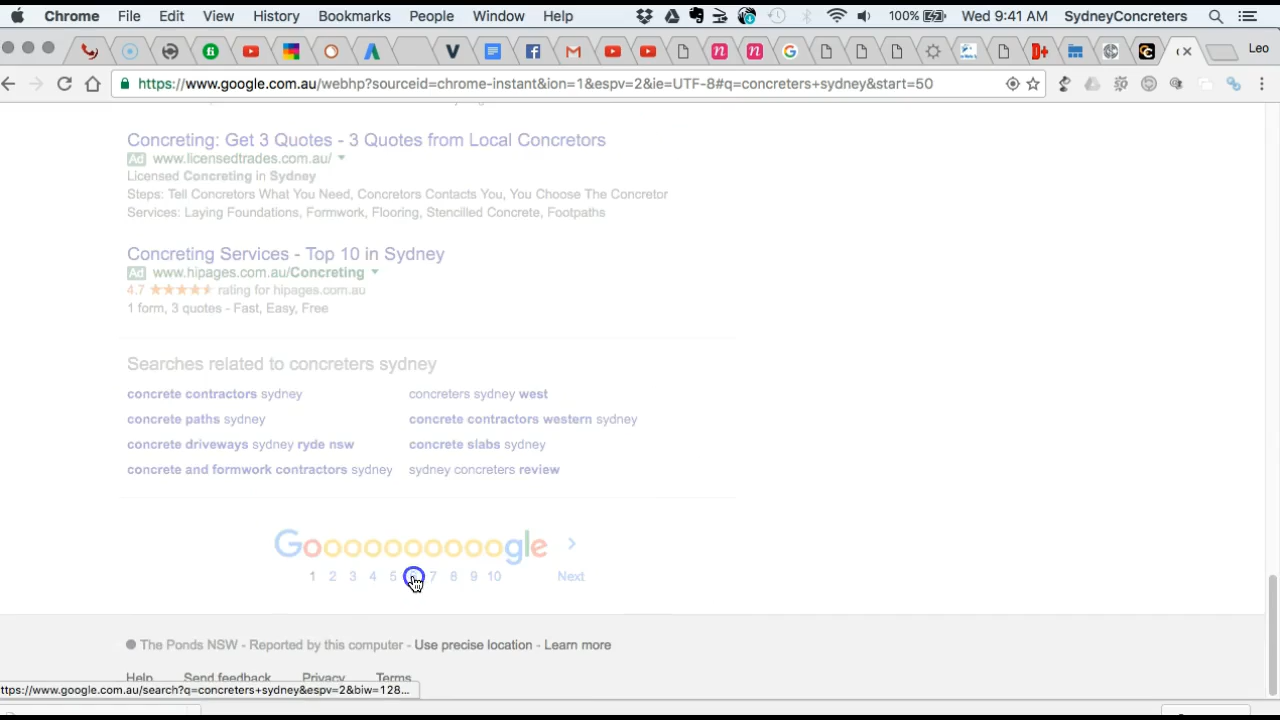 Chrome File Edit View History Bookmarks People Window Help 100% Wed 9:41 AM SydneyConcreters
Leo
https://www.google.com.au/webhp?sourceid=chrome-instant&ion=1&espv=2&ie=UTF-8#q=concreters+sydney&start=50
Concreting: Get 3 Quotes - 3 Quotes from Local Concretors
Ad www.licensedtrades.com.au/
Licensed Concreting in Sydney
Steps: Tell Concretors What You Need, Concretors Contacts You, You Choose The Concretor
Services: Laying Foundations, Formwork, Flooring, Stencilled Concrete, Footpaths
Concreting Services - Top 10 in Sydney
Ad www.hipages.com.au/Concreting
4.7 ★★★★★ rating for hipages.com.au
1 form, 3 quotes - Fast, Easy, Free
Searches related to concreters sydney
concrete contractors sydney concreters sydney west
concrete paths sydney concrete contractors western sydney
concrete driveways sydney ryde nsw concrete slabs sydney
concrete and formwork contractors sydney sydney concreters review
Goooooooooogle >
1 2 3 4 5 6 7 8 9 10 Next
The Ponds NSW - Reported by this computer - Use precise location - Learn more
Help Send feedback Privacy Terms
ttps://www.google.com.au/search?q=concreters+sydney&espv=2&biw=128...